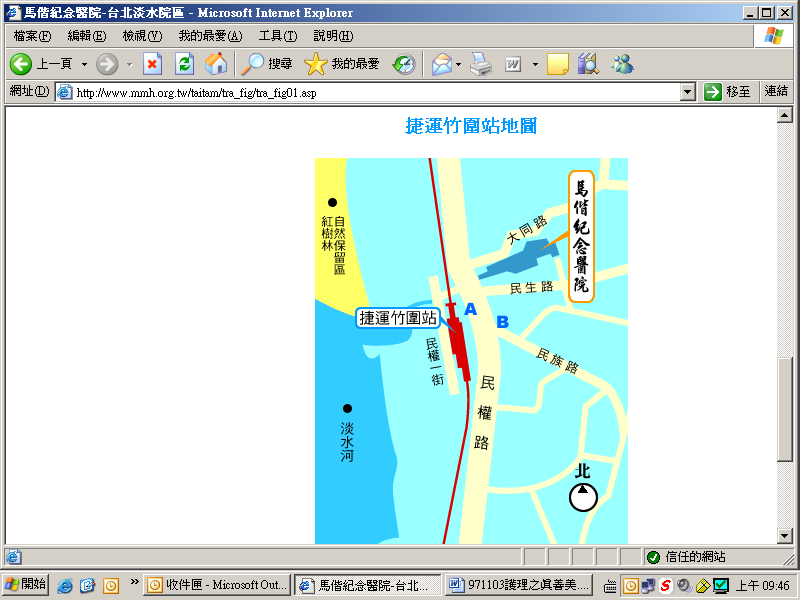 馬偕紀念醫院-台北淡水院區 - Microsoft Internet Explorer
檔案(F) 編輯(E) 檢視(V) 我的最愛(A) 工具(T) 說明(H)
上一頁 搜尋 我的最愛
網址(D) http://www.mmh.org.tw/taitam/tra_fig/tra_fig01.asp 移至 連結
捷運竹圍站地圖
馬偕紀念醫院
自然保留區
紅樹林
大同路
民生路
A
B
捷運竹圍站
民權一街
民族路
民權路
淡水河
北
信任的網站
開始 » 收件匣 - Microsoft Out... 馬偕紀念醫院-台北... 971103護理之真善美.... 上午 09:46